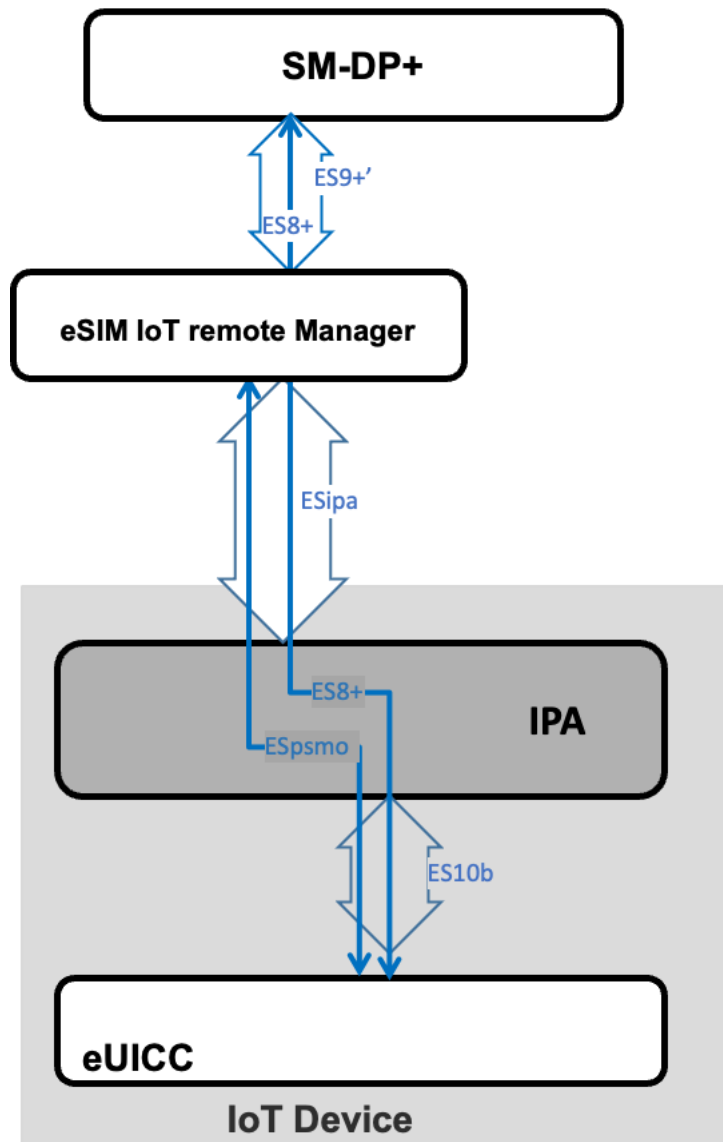 SM-DP+
ES9+’
ES8+
eSIM IoT remote Manager
ESipa
ES8+
IPA
ESpsmo
ES10b
eUICC
IoT Device